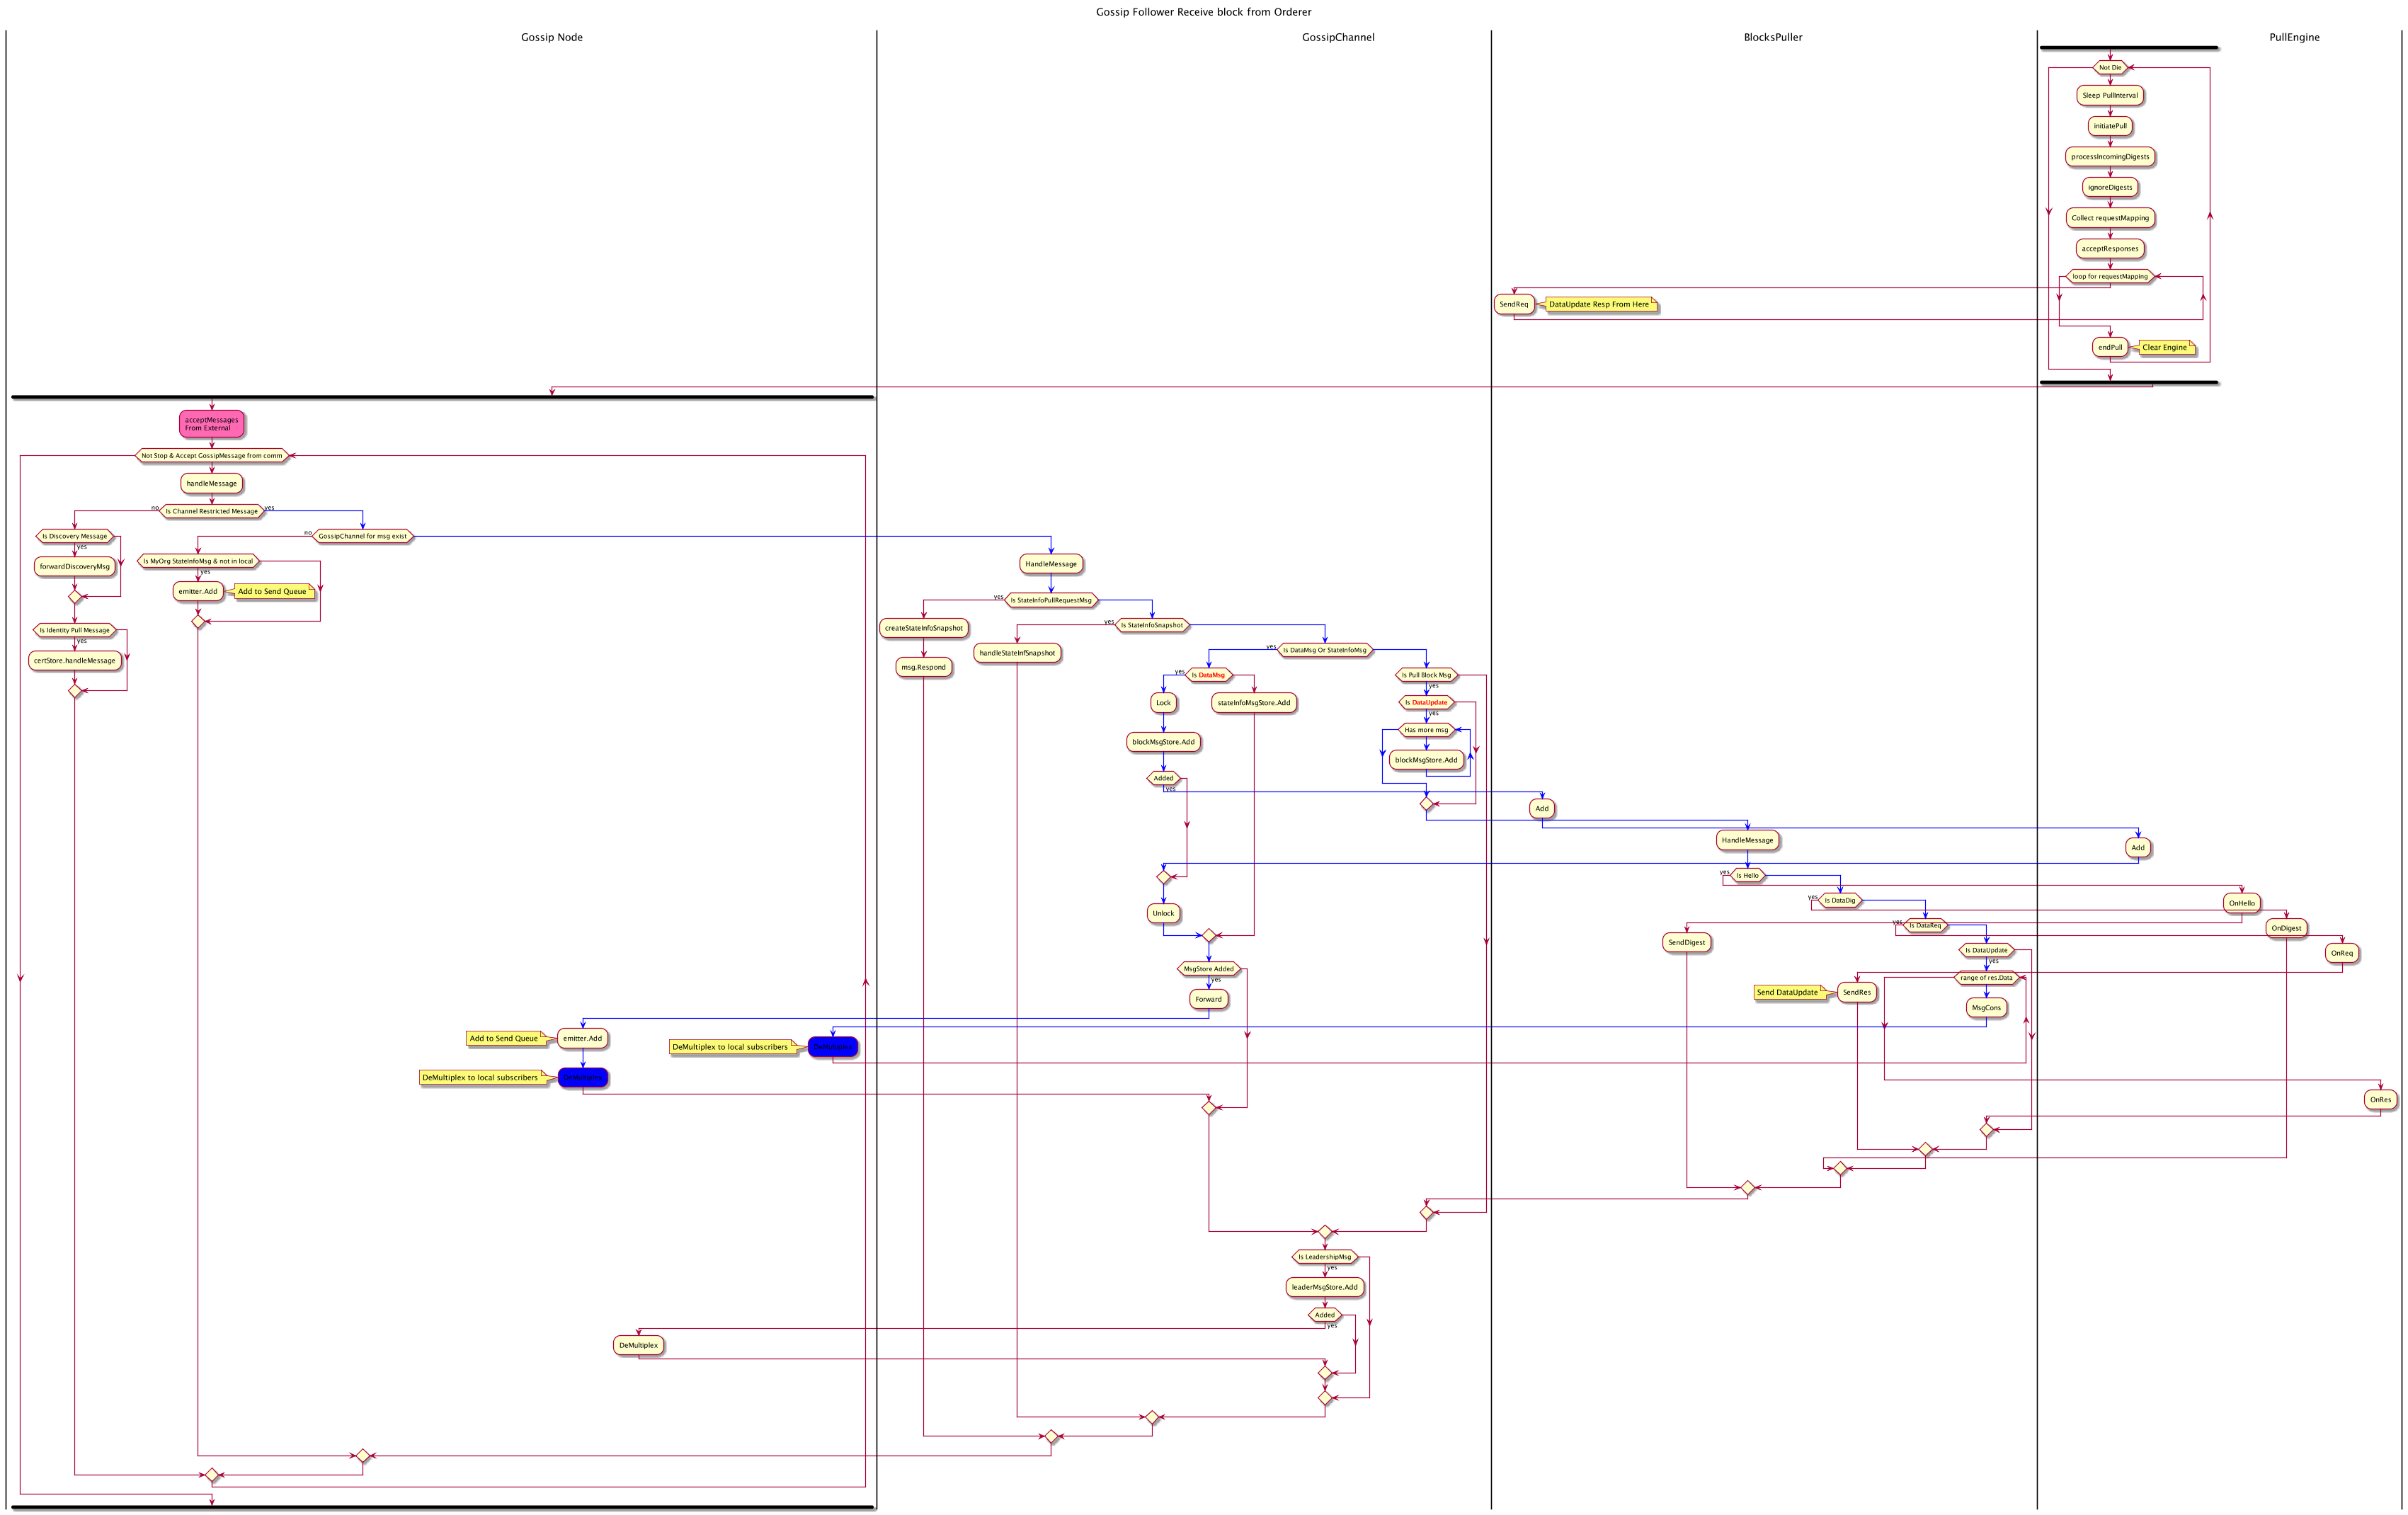 Gossip Follower Receive block from Orderer
Gossip Node
GossipChannel
BlocksPuller
PullEngine
Not Die
Sleep PullInterval
initiatePull
processIncomingDigests
ignoreDigests
Collect requestMapping
acceptResponses
loop for requestMapping
SendReq
DataUpdate Resp From Here
endPull
Clear Engine
acceptMessages
From External
Not Stop & Accept GossipMessage from comm
handleMessage
no
Is Channel Restricted Message
yes
Is Discovery Message
yes
forwardDiscoveryMsg
no
GossipChannel for msg exist
Is MyOrg StateInfoMsg & not in local
yes
emitter.Add
Add to Send Queue
Is Identity Pull Message
yes
certStore.handleMessage
HandleMessage
yes
Is StateInfoPullRequestMsg
createStateInfoSnapshot
msg.Respond
yes
Is StateInfoSnapshot
handleStateInfSnapshot
yes
Is DataMsg Or StateInfoMsg
yes
Is DataMsg
Lock
stateInfoMsgStore.Add
blockMsgStore.Add
Added
yes
Is Pull Block Msg
yes
Is DataUpdate
yes
Has more msg
blockMsgStore.Add
Add
HandleMessage
Add
Unlock
yes
Is Hello
OnHello
yes
Is DataDig
OnDigest
SendDigest
yes
Is DataReq
OnReq
Is DataUpdate
yes
range of res.Data
Send DataUpdate
SendRes
MsgCons
MsgStore Added
yes
Forward
Add to Send Queue
emitter.Add
DeMultiplex to local subscribers
DeMultiplex
DeMultiplex to local subscribers
DeMultiplex
OnRes
Is LeadershipMsg
yes
leaderMsgStore.Add
Added
yes
DeMultiplex